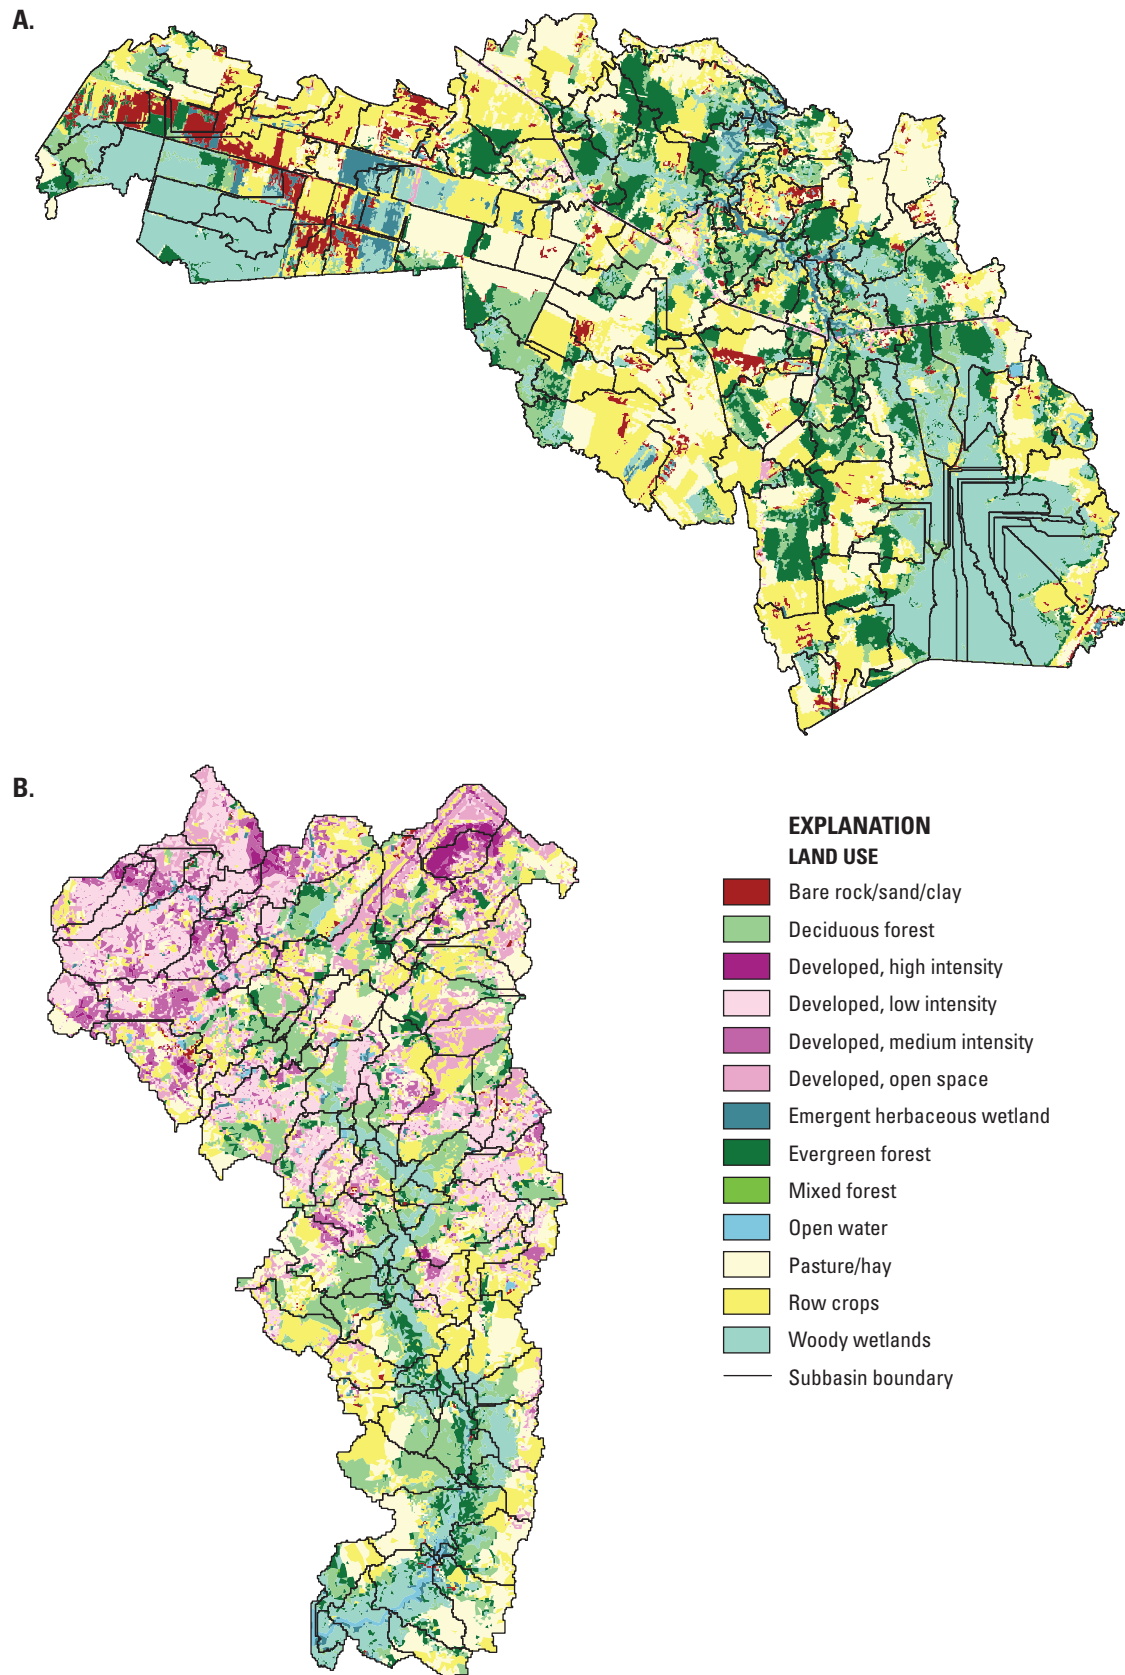 A.
B.
EXPLANATION
LAND USE
Bare rock/sand/clay
Deciduous forest
Developed, high intensity
Developed, low intensity
Developed, medium intensity
Developed, open space
Emergent herbaceous wetland
Evergreen forest
Mixed forest
Open water
Pasture/hay
Row crops
Woody wetlands
Subbasin boundary